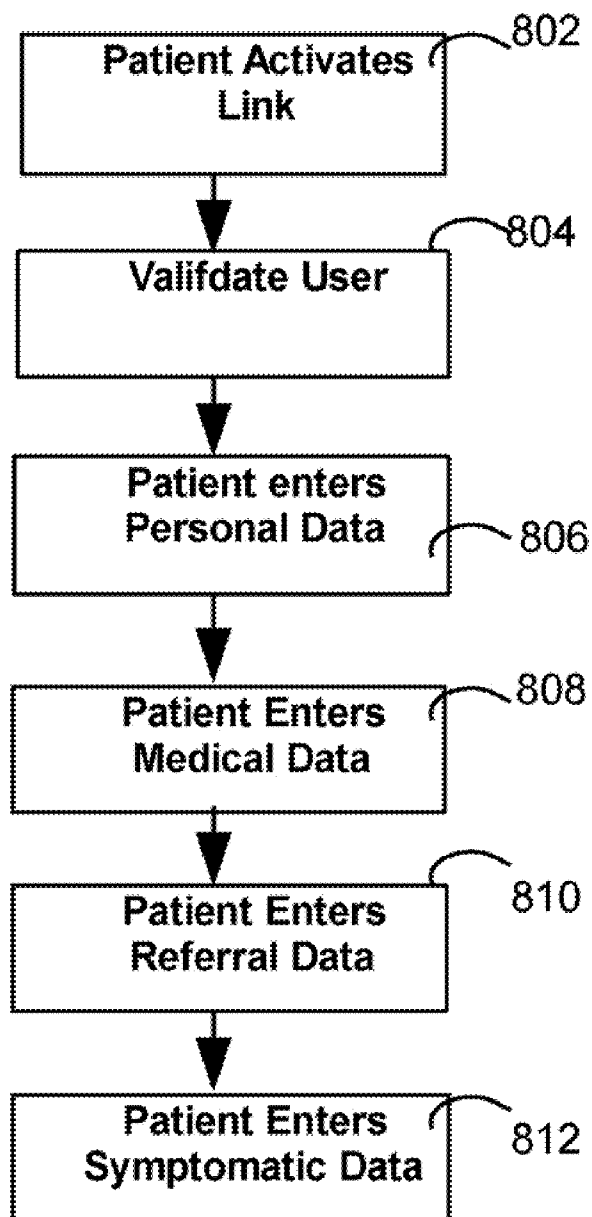 802
Patient Activates
Link
804
Valifdate User
Patient enters
Personal Data
806
808
Patient Enters
Medical Data
810
Patient Enters
Referral Data
Patient Enters
Symptomatic Data
812